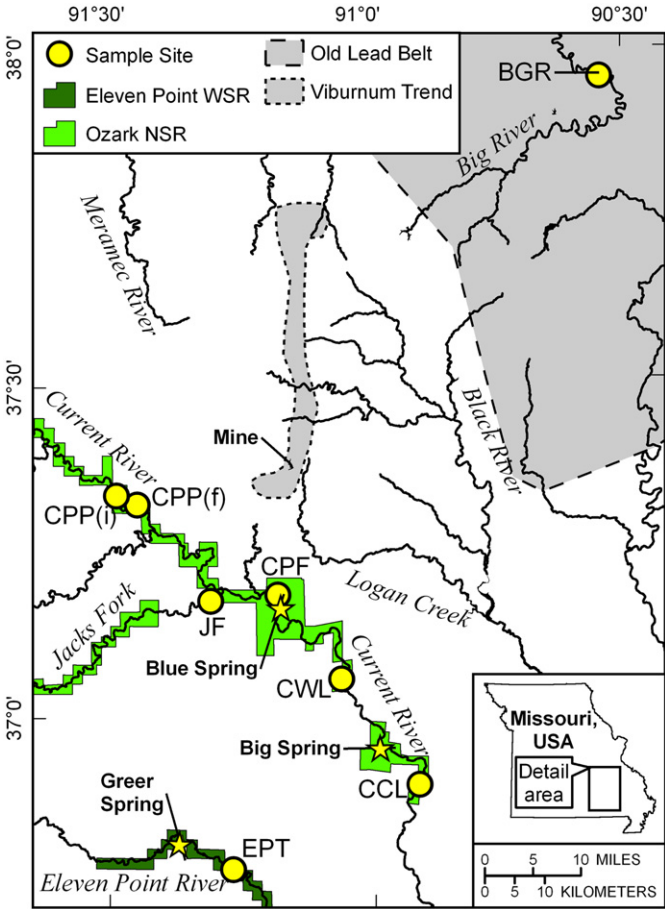 91°30'
91°0'
90°30'
38°0'
37°30'
37°0'
Sample Site
Eleven Point WSR
Ozark NSR
Old Lead Belt
Viburnum Trend
BGR
Big River
Meramec River
Current River
Mine
Black River
CPP(i)
CPP(f)
CPF
Logan Creek
Jacks Fork
JF
Blue Spring
CWL
Current River
Big Spring
CCL
Greer
Spring
EPT
Eleven Point River
Missouri,
USA
Detail
area
0 5 10 MILES
0 5 10 KILOMETERS